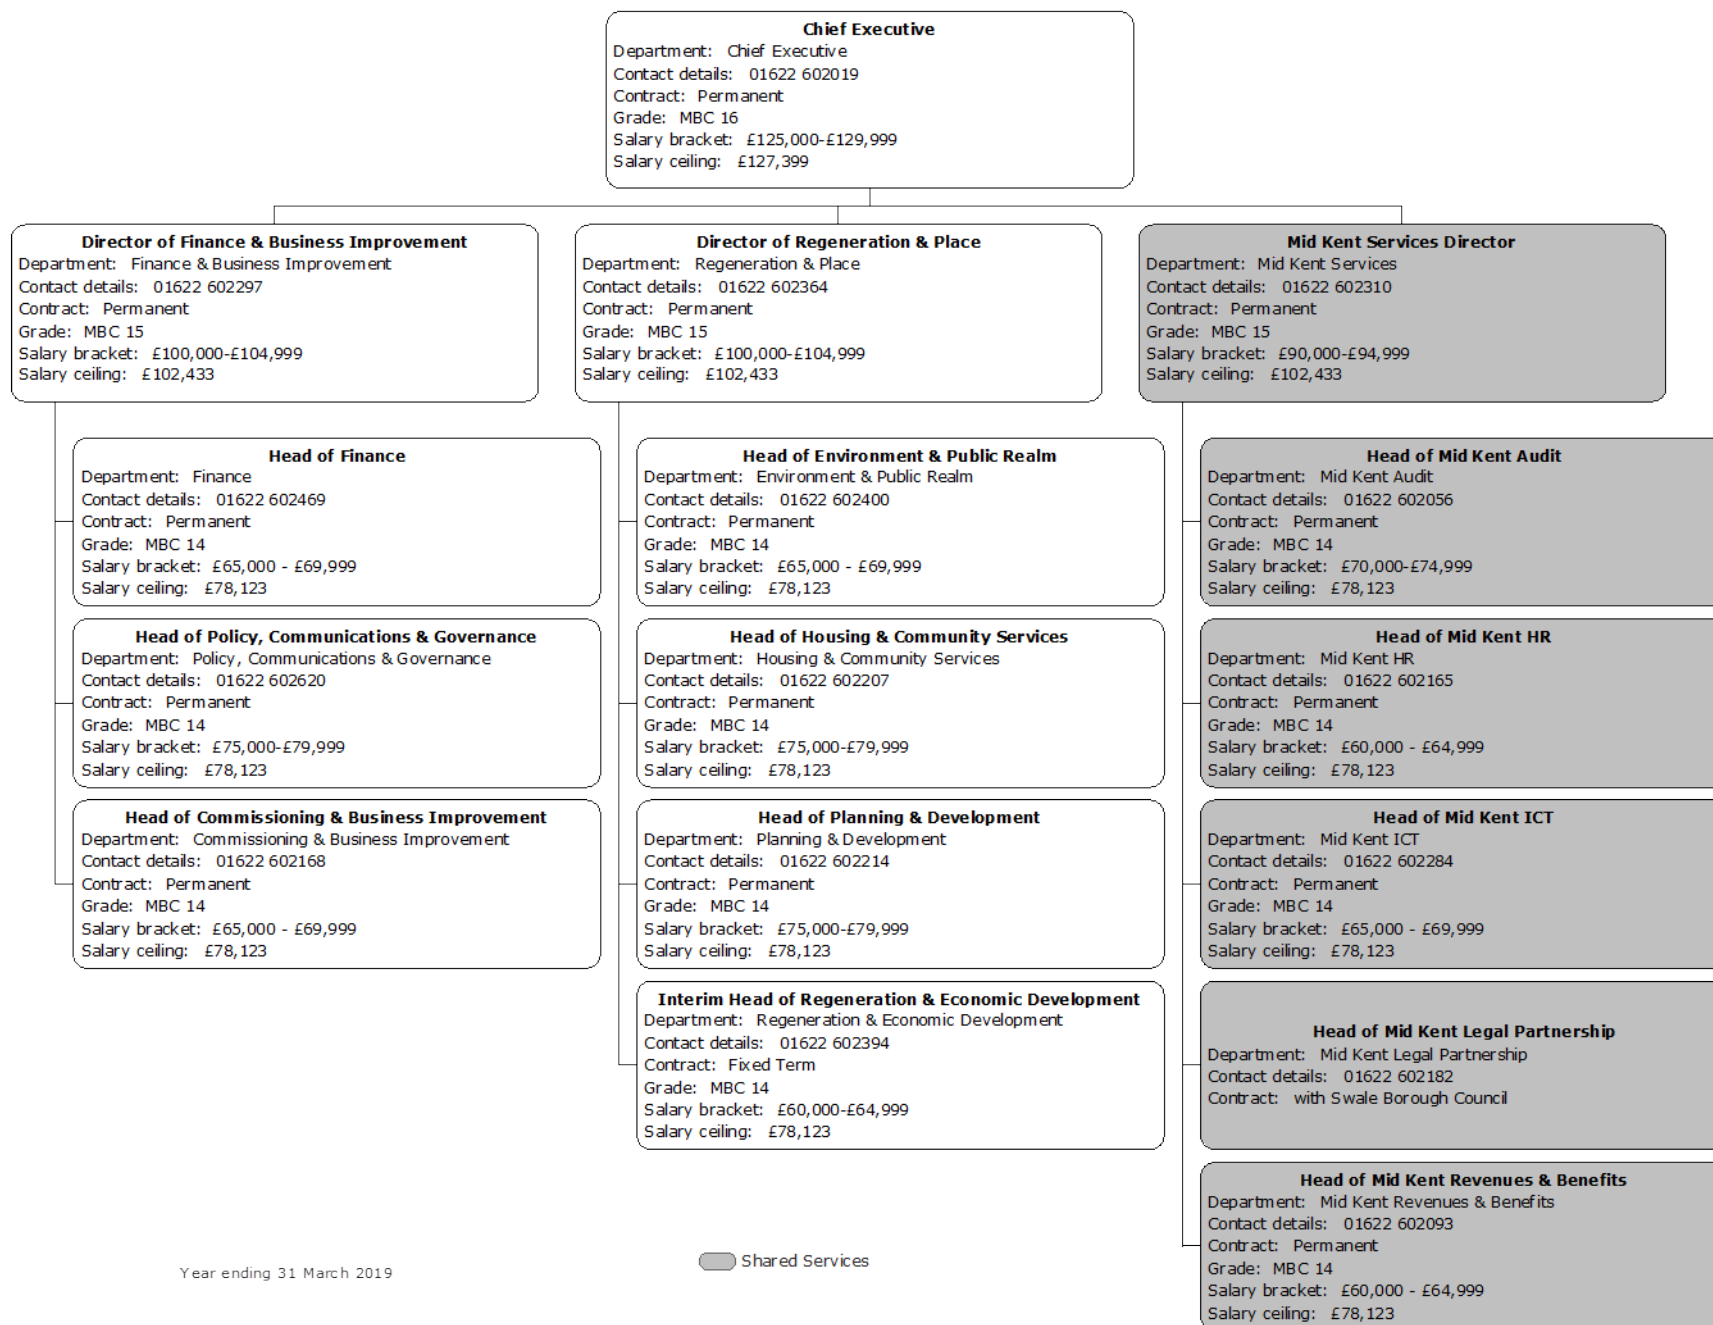 Chief Executive
Department: Chief Executive
Contact details: 01622 602019
Contract: Permanent
Grade: MBC 16
Salary bracket: £125,000-£129,999
Salary ceiling: £127,399
Director of Finance & Business Improvement
Department: Finance & Business Improvement
Contact details: 01622 602297
Contract: Permanent
Grade: MBC 15
Salary bracket: £100,000-£104,999
Salary ceiling: £102,433
Director of Regeneration & Place
Department: Regeneration & Place
Contact details: 01622 602364
Contract: Permanent
Grade: MBC 15
Salary bracket: £100,000-£104,999
Salary ceiling: £102,433
Mid Kent Services Director
Department: Mid Kent Services
Contact details: 01622 602310
Contract: Permanent
Grade: MBC 15
Salary bracket: £90,000-£94,999
Salary ceiling: £102,433
Head of Finance
Department: Finance
Contact details: 01622 602469
Contract: Permanent
Grade: MBC 14
Salary bracket: £65,000 - £69,999
Salary ceiling: £78,123
Head of Policy, Communications & Governance
Department: Policy, Communications & Governance
Contact details: 01622 602620
Contract: Permanent
Grade: MBC 14
Salary bracket: £75,000-£79,999
Salary ceiling: £78,123
Head of Commissioning & Business Improvement
Department: Commissioning & Business Improvement
Contact details: 01622 602168
Contract: Permanent
Grade: MBC 14
Salary bracket: £65,000 - £69,999
Salary ceiling: £78,123
Head of Environment & Public Realm
Department: Environment & Public Realm
Contact details: 01622 602400
Contract: Permanent
Grade: MBC 14
Salary bracket: £65,000 - £69,999
Salary ceiling: £78,123
Head of Housing & Community Services
Department: Housing & Community Services
Contact details: 01622 602207
Contract: Permanent
Grade: MBC 14
Salary bracket: £75,000-£79,999
Salary ceiling: £78,123
Head of Planning & Development
Department: Planning & Development
Contact details: 01622 602214
Contract: Permanent
Grade: MBC 14
Salary bracket: £75,000-£79,999
Salary ceiling: £78,123
Interim Head of Regeneration & Economic Development
Department: Regeneration & Economic Development
Contact details: 01622 602394
Contract: Fixed Term
Grade: MBC 14
Salary bracket: £60,000-£64,999
Salary ceiling: £78,123
Head of Mid Kent Audit
Department: Mid Kent Audit
Contact details: 01622 602056
Contract: Permanent
Grade: MBC 14
Salary bracket: £70,000-£74,999
Salary ceiling: £78,123
Head of Mid Kent HR
Department: Mid Kent HR
Contact details: 01622 602165
Contract: Permanent
Grade: MBC 14
Salary bracket: £60,000 - £64,999
Salary ceiling: £78,123
Head of Mid Kent ICT
Department: Mid Kent ICT
Contact details: 01622 602284
Contract: Permanent
Grade: MBC 14
Salary bracket: £65,000 - £69,999
Salary ceiling: £78,123
Head of Mid Kent Legal Partnership
Department: Mid Kent Legal Partnership
Contact details: 01622 602182
Contract: with Swale Borough Council
Head of Mid Kent Revenues & Benefits
Department: Mid Kent Revenues & Benefits
Contact details: 01622 602093
Contract: Permanent
Grade: MBC 14
Salary bracket: £60,000 - £64,999
Salary ceiling: £78,123
Shared Services
Year ending 31 March 2019